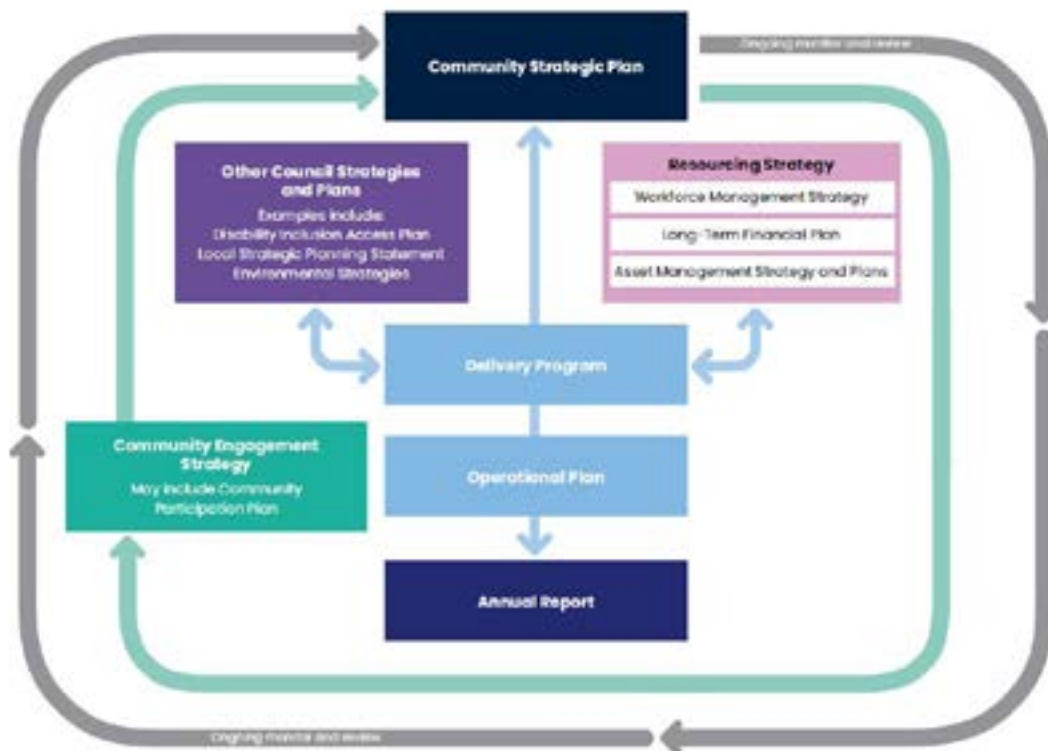 Ongoing monitor and review
Community Strategic Plan
Other Council Strategies
and Plans
Examples include:
Disability Inclusion Access Plan
Local Strategic Planning Statement
Environmental Strategies
Resourcing Strategy
Workforce Management Strategy
Long-Term Financial Plan
Asset Management Strategy and Plans
Delivery Program
Community Engagement
Strategy
May include Community
Participation Plan
Operational Plan
Annual Report
Ongoing monitor and review